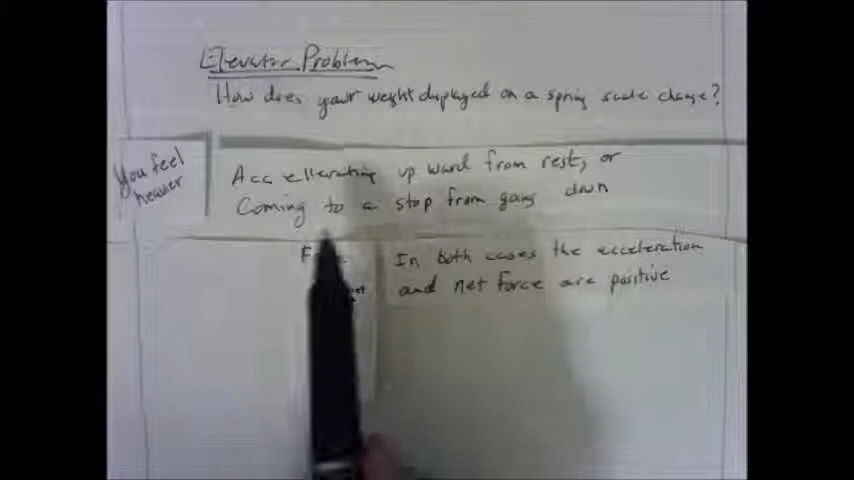 Elevator Problem
How does your weight displayed on a spring scale change?
You feel
heavier
Accellerating upward from rest, or
Coming to a stop from going down
In both cases the acceleration
and net force are positive